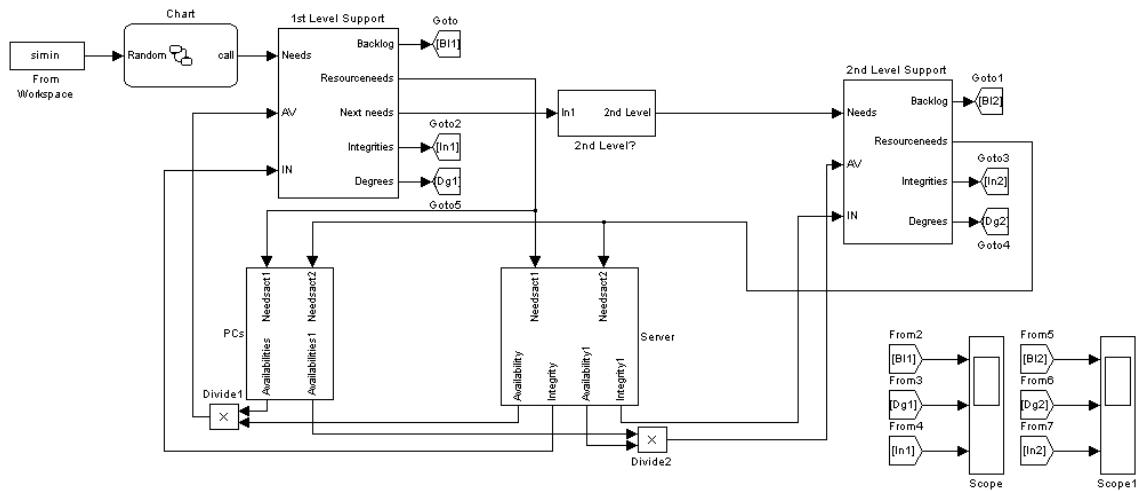 Chart
1st Level Support
Goto
simin
Random
call
Needs
Backlog
[Bl1]
From
Workspace
Resourceneeds
AV
Next needs
Goto2
Integrities
[In1]
IN
Degrees
[Dg1]
Goto5
In1
2nd Level
2nd Level?
2nd Level Support
Goto1
Needs
Backlog
[Bl2]
Resourceneeds
Goto3
AV
Integrities
[In2]
IN
Degrees
[Dg2]
Goto4
Needsact1
Needsact2
PCs
Availabilities
Availabilities1
Divide1
×
Needsact1
Needsact2
Server
Availability
Integrity
Availability1
Integrity1
×
Divide2
From2
[Bl1]
From3
[Dg1]
From4
[In1]
Scope
From5
[Bl2]
From6
[Dg2]
From7
[In2]
Scope1